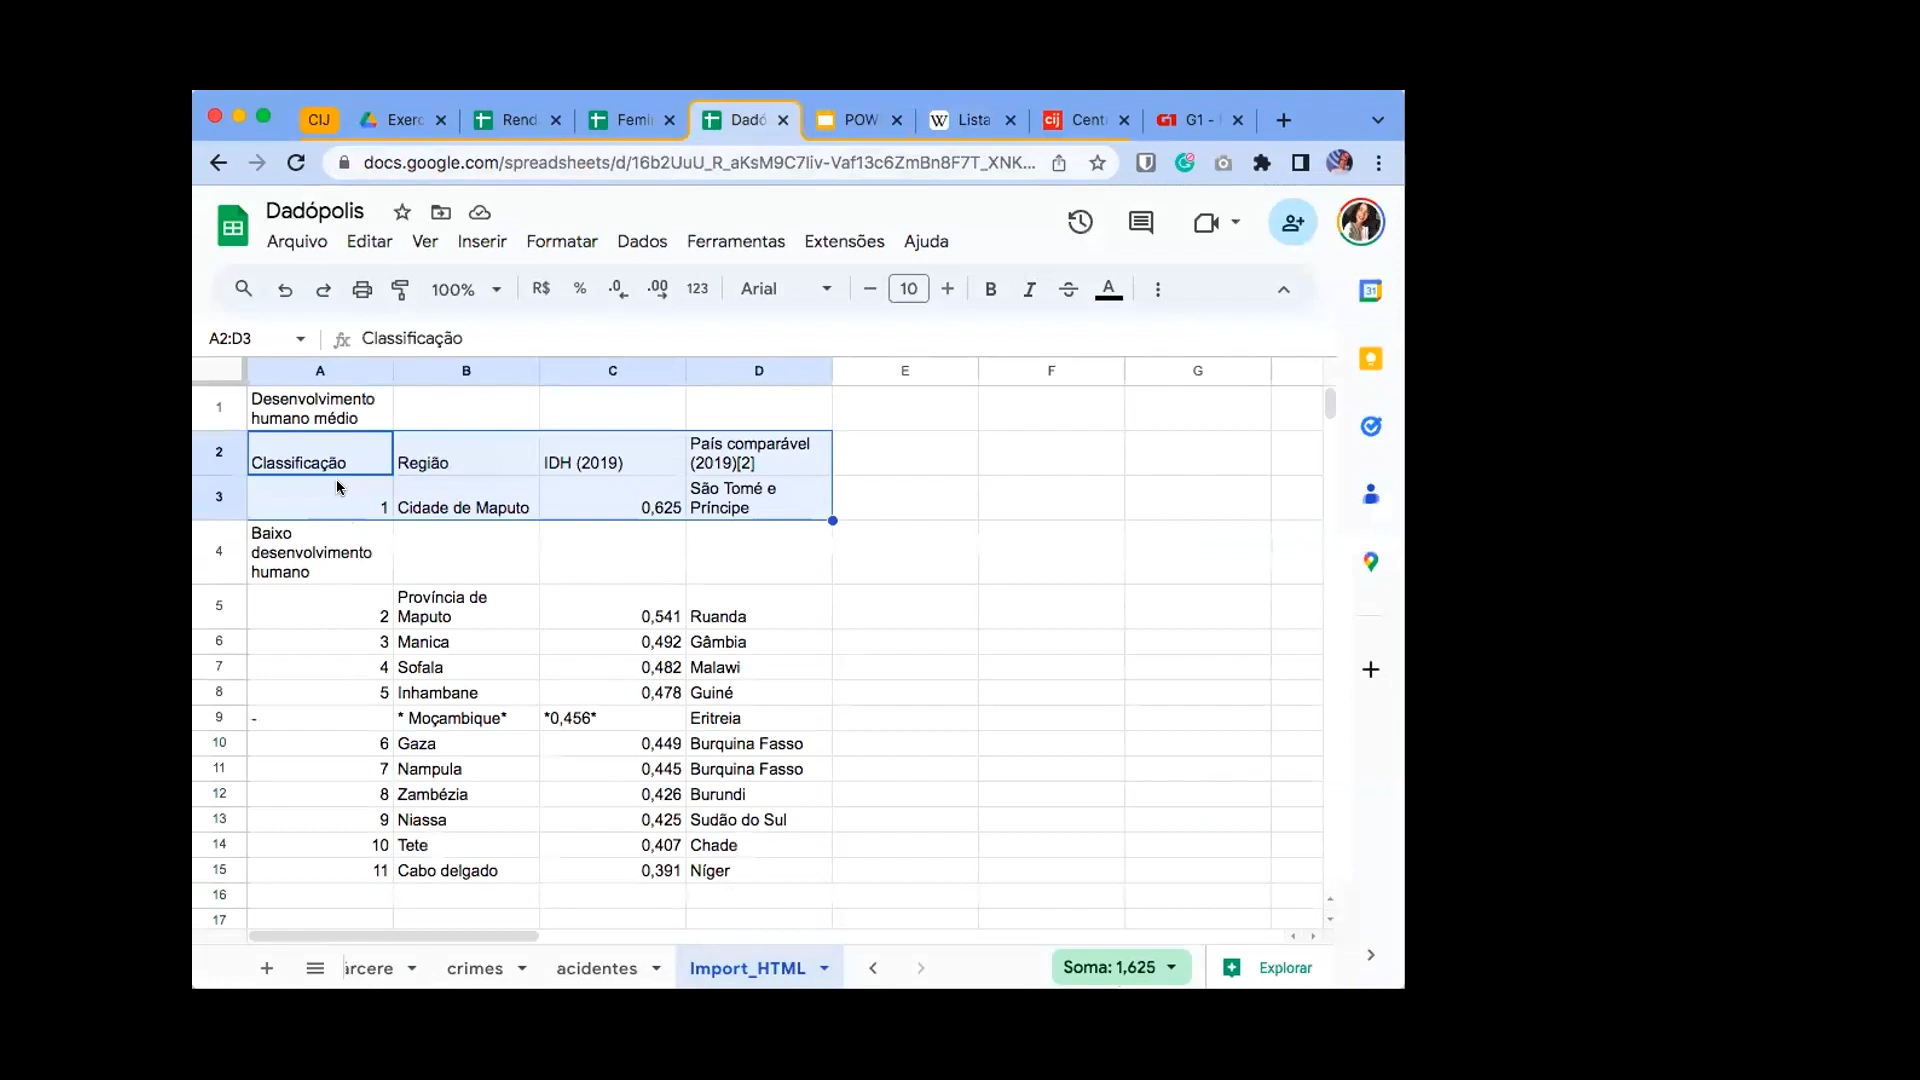 CIJ
Exerc
Rend
Femi
Dadó
POW
Lista
Cent
G1 -
docs.google.com/spreadsheets/d/16b2UuU_R_aKsM9C7Iiv-Vaf13c6ZmBn8F7T_XNK...
Dadópolis
Arquivo Editar Ver Inserir Formatar Dados Ferramentas Extensões Ajuda
100% R$ % .0 .00 123 Arial 10 B I S A
31
A2:D3 fx Classificação
A B C D E F G
1 Desenvolvimento
humano médio
2 Classificação Região IDH (2019) País comparável
(2019)[2]
3 1 Cidade de Maputo 0,625 São Tomé e
Príncipe
4 Baixo
desenvolvimento
humano
5 2 Província de
Maputo 0,541 Ruanda
6 3 Manica 0,492 Gâmbia
7 4 Sofala 0,482 Malawi
8 5 Inhambane 0,478 Guiné
9 - * Moçambique* *0,456* Eritreia
10 6 Gaza 0,449 Burquina Fasso
11 7 Nampula 0,445 Burquina Fasso
12 8 Zambézia 0,426 Burundi
13 9 Niassa 0,425 Sudão do Sul
14 10 Tete 0,407 Chade
15 11 Cabo delgado 0,391 Níger
16
17
árcere crimes acidentes Import_HTML Soma: 1,625 Explorar